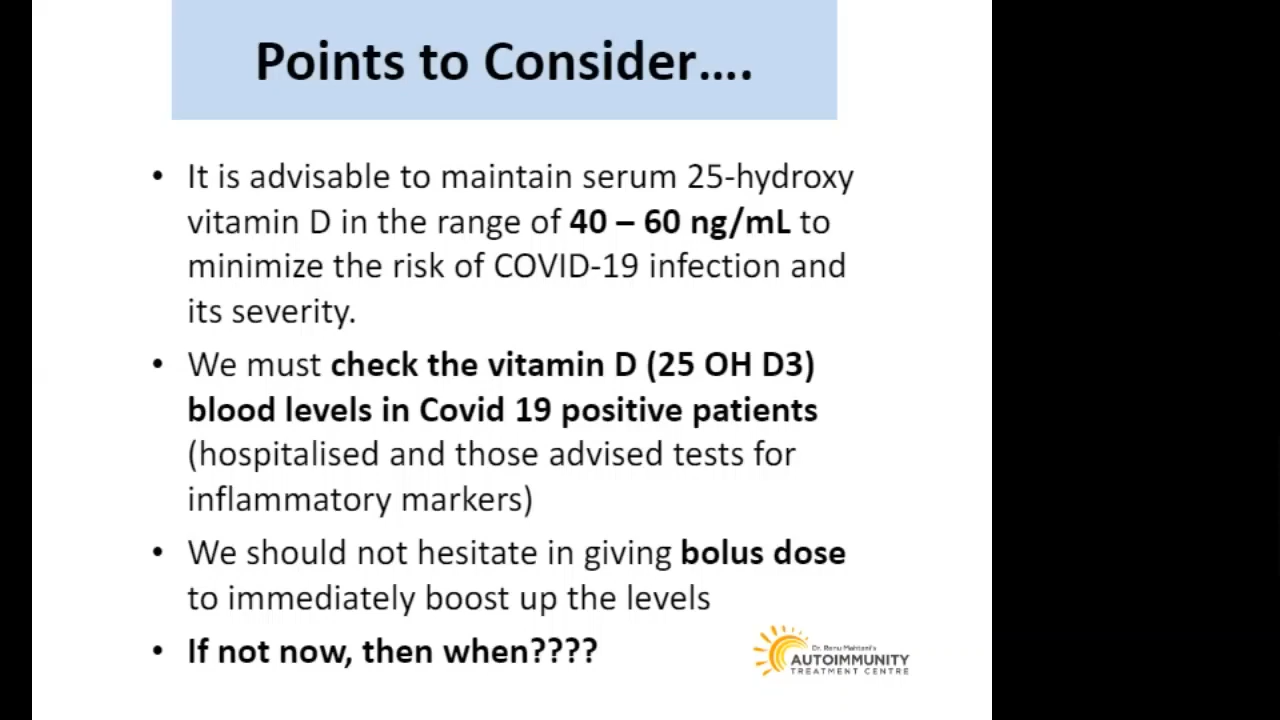 Points to Consider....
• It is advisable to maintain serum 25-hydroxy
vitamin D in the range of 40 – 60 ng/mL to
minimize the risk of COVID-19 infection and
its severity.
• We must check the vitamin D (25 OH D3)
blood levels in Covid 19 positive patients
(hospitalised and those advised tests for
inflammatory markers)
• We should not hesitate in giving bolus dose
to immediately boost up the levels
• If not now, then when????
Dr. Renu Mahtani's
AUTOIMMUNITY
TREATMENT CENTRE